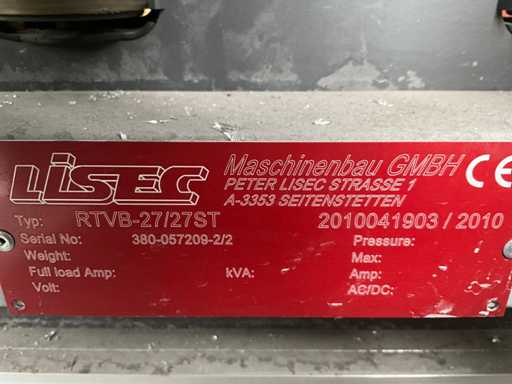 LiSEC Maschinenbau GMBH CE
PETER LISEC STRASSE 1
A-3353 SEITENSTETTEN
Typ: RTVB-27/27ST 2010041903 / 2010
Serial No: 380-057209-2/2 Pressure:
Weight: Max:
Full load Amp: kVA: Amp:
Volt: AC/DC: